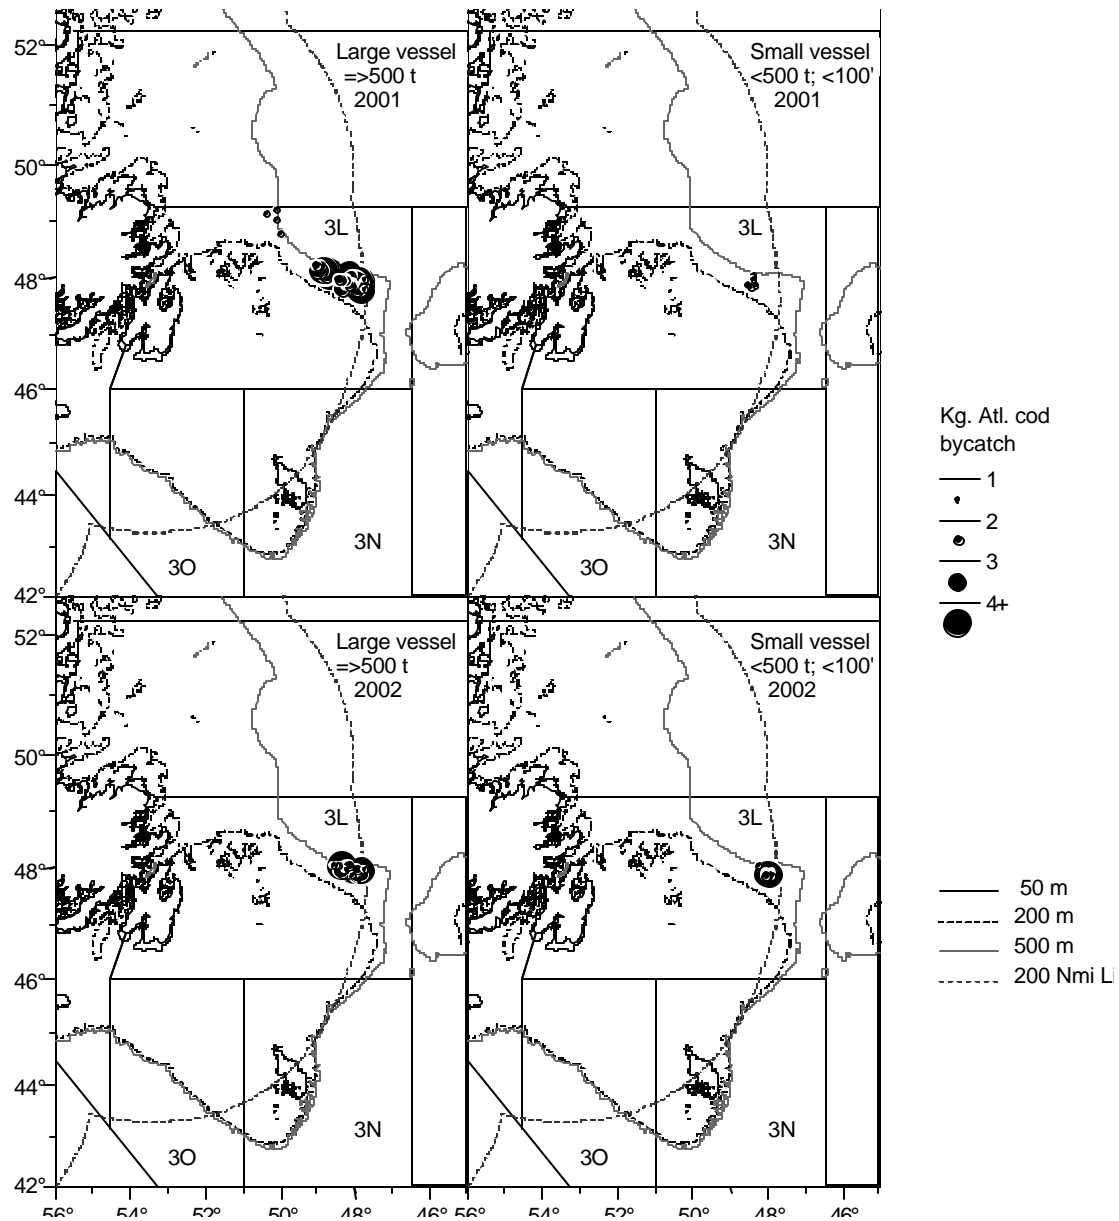 52°
Large vessel
=>500 t
2001
Small vessel
<500 t; <100'
2001
50°
3L
3L
48°
46°
Kg. Atl. cod
bycatch
1
2
3
4+
44°
3N
3O
3N
3O
42°
52°
Large vessel
=>500 t
2002
Small vessel
<500 t; <100'
2002
50°
3L
3L
48°
50 m
200 m
500 m
200 Nmi Li
46°
44°
3N
3O
3N
3O
42°
56° 54° 52° 50° 48° 46° 56° 54° 52° 50° 48° 46°